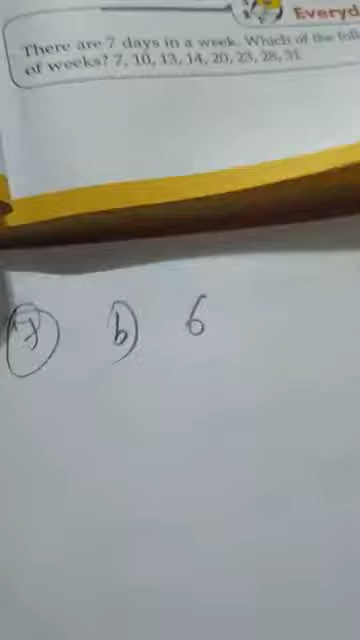 Everyd
There are 7 days in a week. Which of the foll
of weeks? 7, 10, 13, 14, 20, 23, 28, 31.
b) 6